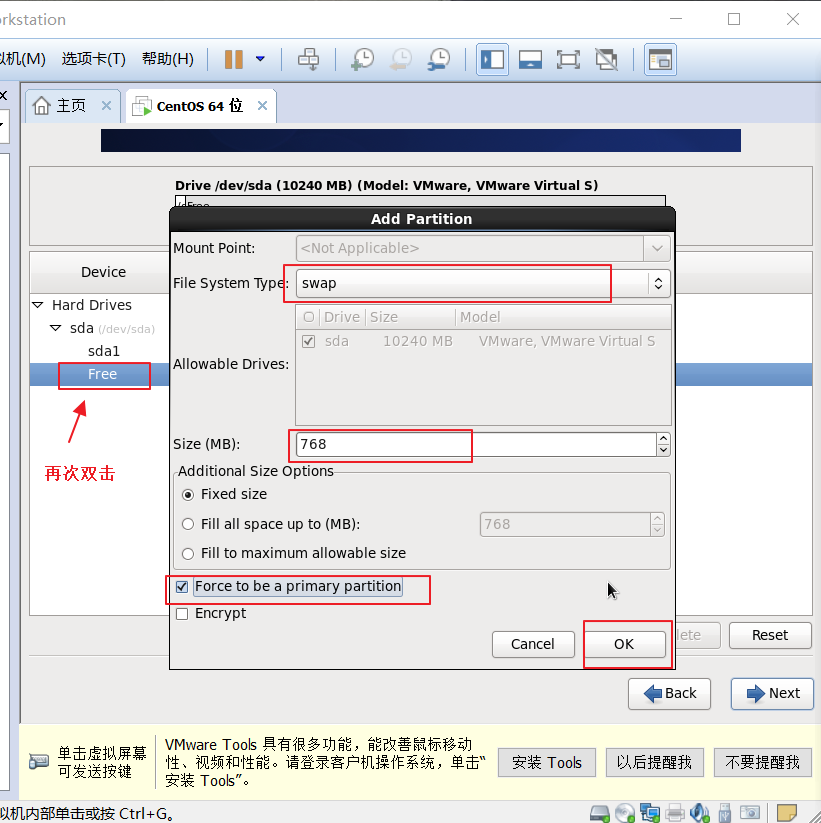 rkstation
拟机(M) 选项卡(T) 帮助(H)
主页
CentOS 64 位
Drive /dev/sda (10240 MB) (Model: VMware, VMware Virtual S)
Free
Add Partition
Mount Point:
<Not Applicable>
File System Type:
swap
Drive Size Model
sda 10240 MB VMware, VMware Virtual S
Allowable Drives:
Size (MB):
768
Additional Size Options
Fixed size
Fill all space up to (MB):
768
Fill to maximum allowable size
Force to be a primary partition
Encrypt
Cancel
OK
Device
Hard Drives
sda (/dev/sda)
sda1
Free
再次双击
lete
Reset
Back
Next
单击虚拟屏幕
可发送按键
VMware Tools 具有很多功能，能改善鼠标移动
性、视频和性能。请登录客户机操作系统，单击“
安装 Tools”。
安装 Tools
以后提醒我
不要提醒我
拟机内部单击或按 Ctrl+G。